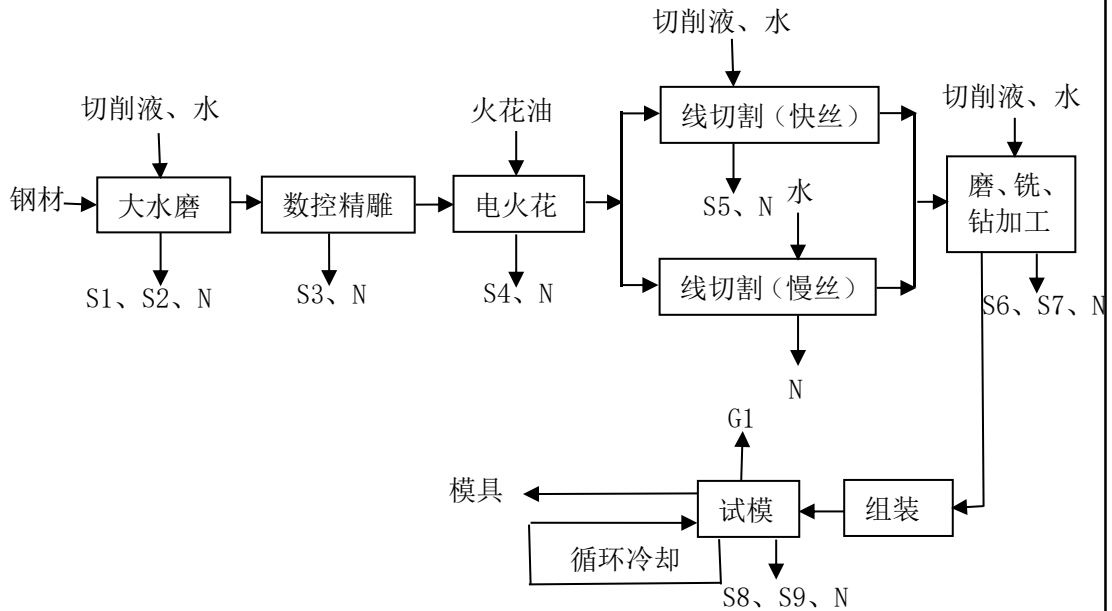 切削液、水
切削液、水
火花油
线切割（快丝）
切削液、水
钢材
大水磨
数控精雕
电火花
磨、铣、
钻加工
S5、N
水
S1、S2、N
S3、N
S4、N
线切割（慢丝）
S6、S7、N
N
G1
模具
试模
组装
循环冷却
S8、S9、N